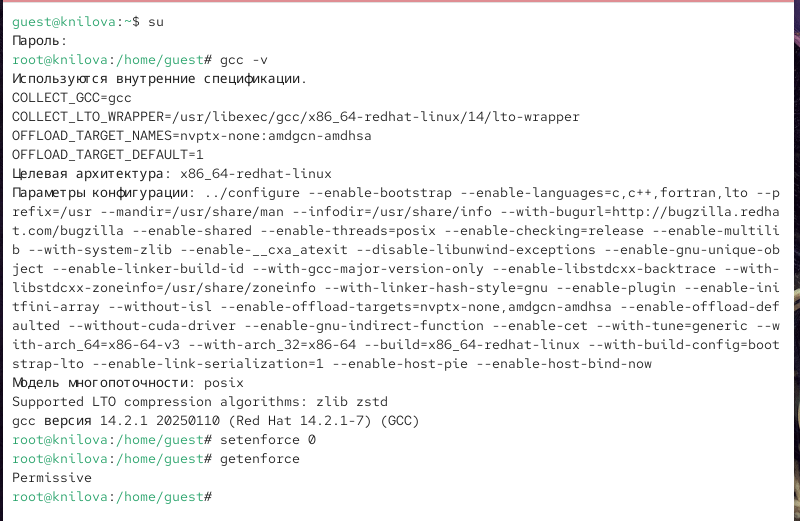 guest@knilova:~$ su
Пароль:
root@knilova:/home/guest# gcc -v
Используются внутренние спецификации.
COLLECT_GCC=gcc
COLLECT_LTO_WRAPPER=/usr/libexec/gcc/x86_64-redhat-linux/14/lto-wrapper
OFFLOAD_TARGET_NAMES=nvptx-none:amdgcn-amdhsa
OFFLOAD_TARGET_DEFAULT=1
Целевая архитектура: x86_64-redhat-linux
Параметры конфигурации: ../configure --enable-bootstrap --enable-languages=c,c++,fortran,lto --p
refix=/usr --mandir=/usr/share/man --infodir=/usr/share/info --with-bugurl=http://bugzilla.redha
t.com/bugzilla --enable-shared --enable-threads=posix --enable-checking=release --enable-multili
b --with-system-zlib --enable-__cxa_atexit --disable-libunwind-exceptions --enable-gnu-unique-ob
ject --enable-linker-build-id --with-gcc-major-version-only --enable-libstdcxx-backtrace --with-
libstdcxx-zoneinfo=/usr/share/zoneinfo --with-linker-hash-style=gnu --enable-plugin --enable-ini
tfini-array --without-isl --enable-offload-targets=nvptx-none,amdgcn-amdhsa --enable-offload-def
aulted --without-cuda-driver --enable-gnu-indirect-function --enable-cet --with-tune=generic --w
ith-arch_64=x86-64-v3 --with-arch_32=x86-64 --build=x86_64-redhat-linux --with-build-config=boot
strap-lto --enable-link-serialization=1 --enable-host-pie --enable-host-bind-now
Модель многопоточности: posix
Supported LTO compression algorithms: zlib zstd
gcc версия 14.2.1 20250110 (Red Hat 14.2.1-7) (GCC)
root@knilova:/home/guest# setenforce 0
root@knilova:/home/guest# getenforce
Permissive
root@knilova:/home/guest#